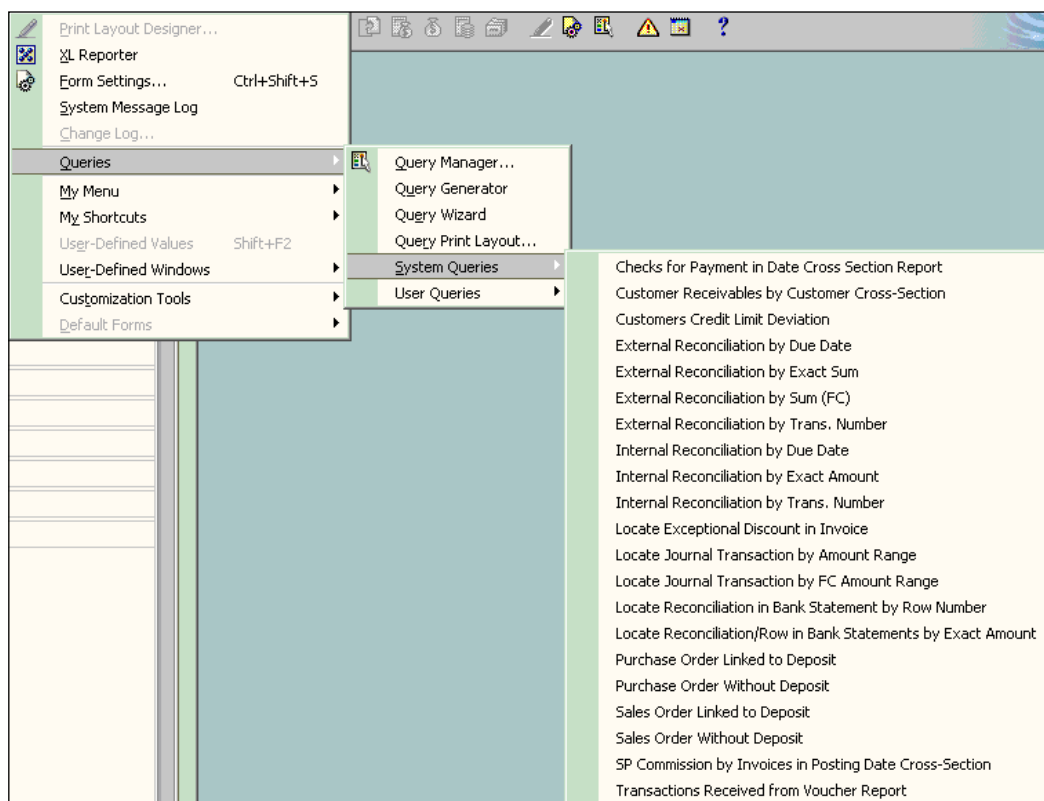 Print Layout Designer...
XL Reporter
Form Settings... Ctrl+Shift+S
System Message Log
Change Log...
Queries
My Menu
My Shortcuts
User-Defined Values Shift+F2
User-Defined Windows
Customization Tools
Default Forms
?
Query Manager...
Query Generator
Query Wizard
Query Print Layout...
System Queries
User Queries
Checks for Payment in Date Cross Section Report
Customer Receivables by Customer Cross-Section
Customers Credit Limit Deviation
External Reconciliation by Due Date
External Reconciliation by Exact Sum
External Reconciliation by Sum (FC)
External Reconciliation by Trans. Number
Internal Reconciliation by Due Date
Internal Reconciliation by Exact Amount
Internal Reconciliation by Trans. Number
Locate Exceptional Discount in Invoice
Locate Journal Transaction by Amount Range
Locate Journal Transaction by FC Amount Range
Locate Reconciliation in Bank Statement by Row Number
Locate Reconciliation/Row in Bank Statements by Exact Amount
Purchase Order Linked to Deposit
Purchase Order Without Deposit
Sales Order Linked to Deposit
Sales Order Without Deposit
SP Commission by Invoices in Posting Date Cross-Section
Transactions Received from Voucher Report